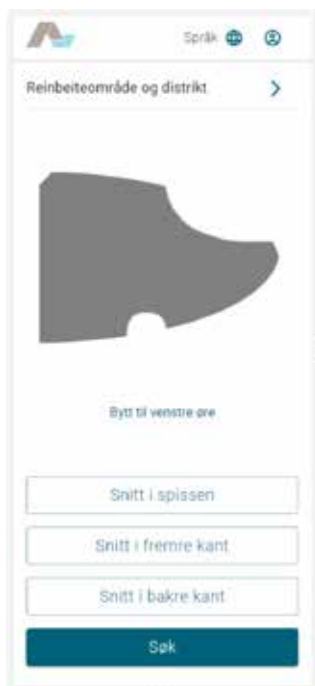 Språk
Reinbeiteområde og distrikt
Bytt til venstre øre
Snitt i spissen
Snitt i fremre kant
Snitt i bakre kant
Søk